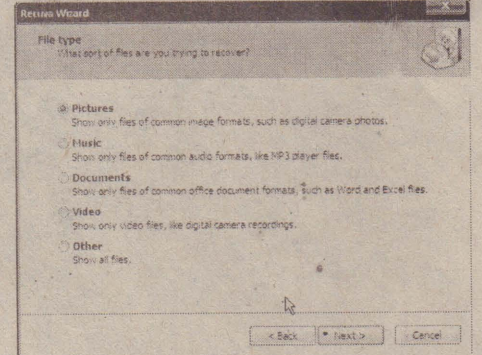 Recuva Wizard
File type
What sort of files are you trying to recover?
Pictures
Show only files of common image formats, such as digital camera photos.
Music
Show only files of common audio formats, like MP3 player files.
Documents
Show only files of common office document formats, such as Word and Excel files.
Video
Show only video files, like digital camera recordings.
Other
Show all files.
< Back
Next >
Cancel